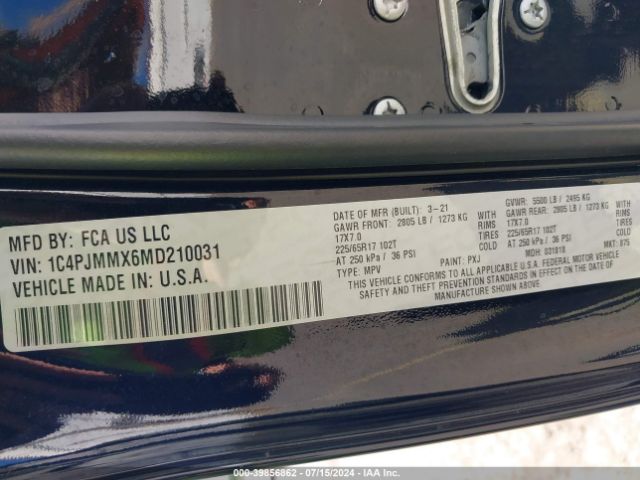 MFD BY: FCA US LLC
VIN: 1C4PJMMX6MD210031
VEHICLE MADE IN: U.S.A.
DATE OF MFR (BUILT): 3-21 GVWR: 5500 LB / 2495 KG
GAWR FRONT: 2805 LB / 1273 KG GAWR REAR: 2805 LB / 1273 KG
17X7.0 RIMS 17X7.0 RIMS
225/65R17 102T TIRES 225/65R17 102T TIRES
AT 250 kPa / 36 PSI COLD AT 250 kPa / 36 PSI COLD
TYPE: MPV PAINT: PXJ MDH: 031818 MAT: 875
THIS VEHICLE CONFORMS TO ALL APPLICABLE U.S.A. FEDERAL MOTOR VEHICLE
SAFETY AND THEFT PREVENTION STANDARDS IN EFFECT ON THE DATE OF
MANUFACTURE SHOWN ABOVE.
000-39856862 - 07/15/2024 - IAA Inc.